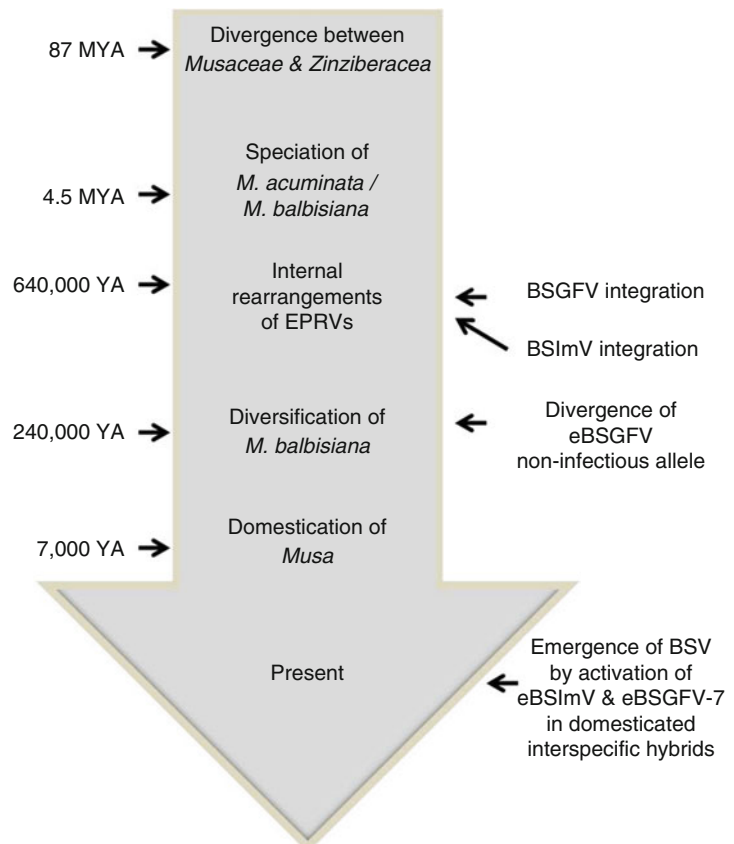 87 MYA
Divergence between
Musaceae & Zinziberacea
4.5 MYA
Speciation of
M. acuminata /
M. balbisiana
640,000 YA
Internal
rearrangements
of EPRVs
BSGFV integration
BSImV integration
240,000 YA
Diversification of
M. balbisiana
Divergence of
eBSGFV
non-infectious allele
7,000 YA
Domestication of
Musa
Present
Emergence of BSV
by activation of
eBSImV & eBSGFV-7
in domesticated
interspecific hybrids